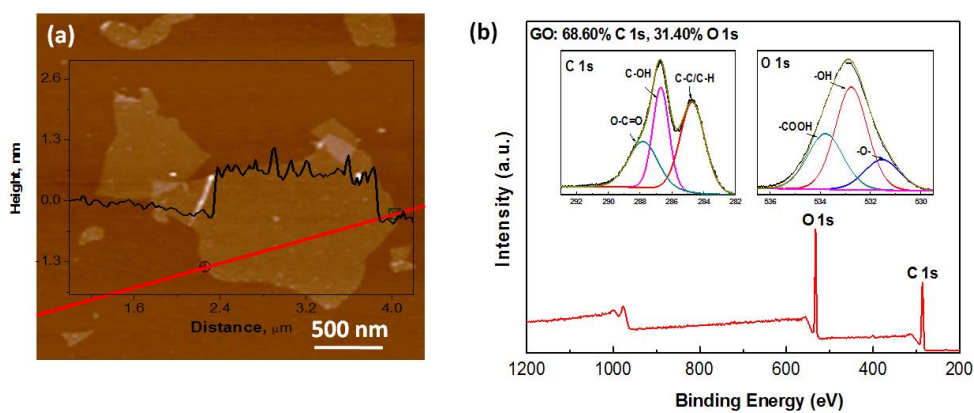 (a)
2.6
1.3
0.0
-1.3
Height, nm
1.6
2.4
3.2
4.0
Distance, μm
500 nm
(b)
GO: 68.60% C 1s, 31.40% O 1s
C 1s
C-OH
C-C/C-H
O-C=O
292
290
288
286
284
282
O 1s
-OH
-COOH
-O-
536
534
532
530
O 1s
C 1s
Intensity (a.u.)
1200
1000
800
600
400
200
Binding Energy (eV)